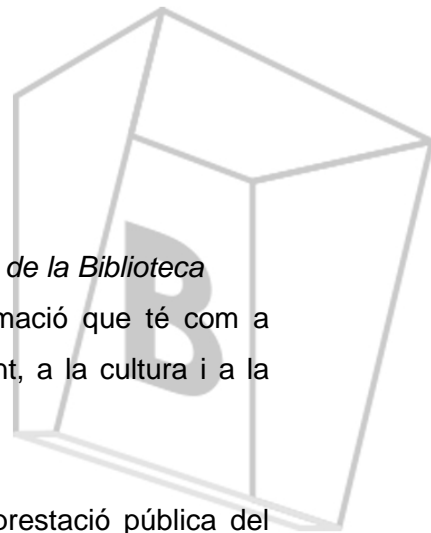 de la Biblioteca
mació que té com a
nt, a la cultura i a la
B
prestació pública del